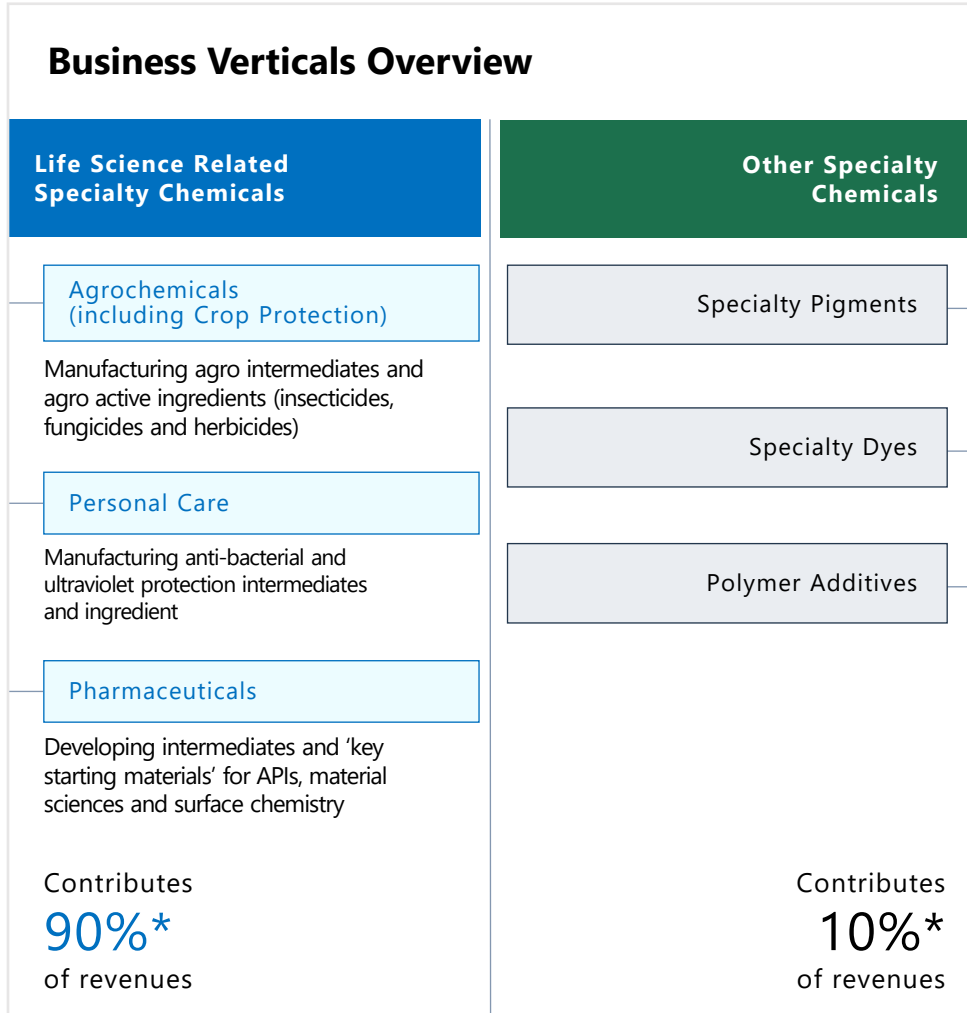 Business Verticals Overview
Life Science Related
Specialty Chemicals
Agrochemicals
(including Crop Protection)
Manufacturing agro intermediates and
agro active ingredients (insecticides,
fungicides and herbicides)
Personal Care
Manufacturing anti-bacterial and
ultraviolet protection intermediates
and ingredient
Pharmaceuticals
Developing intermediates and ‘key
starting materials’ for APIs, material
sciences and surface chemistry
Contributes
90%*
of revenues
Other Specialty
Chemicals
Specialty Pigments
Specialty Dyes
Polymer Additives
Contributes
10%*
of revenues